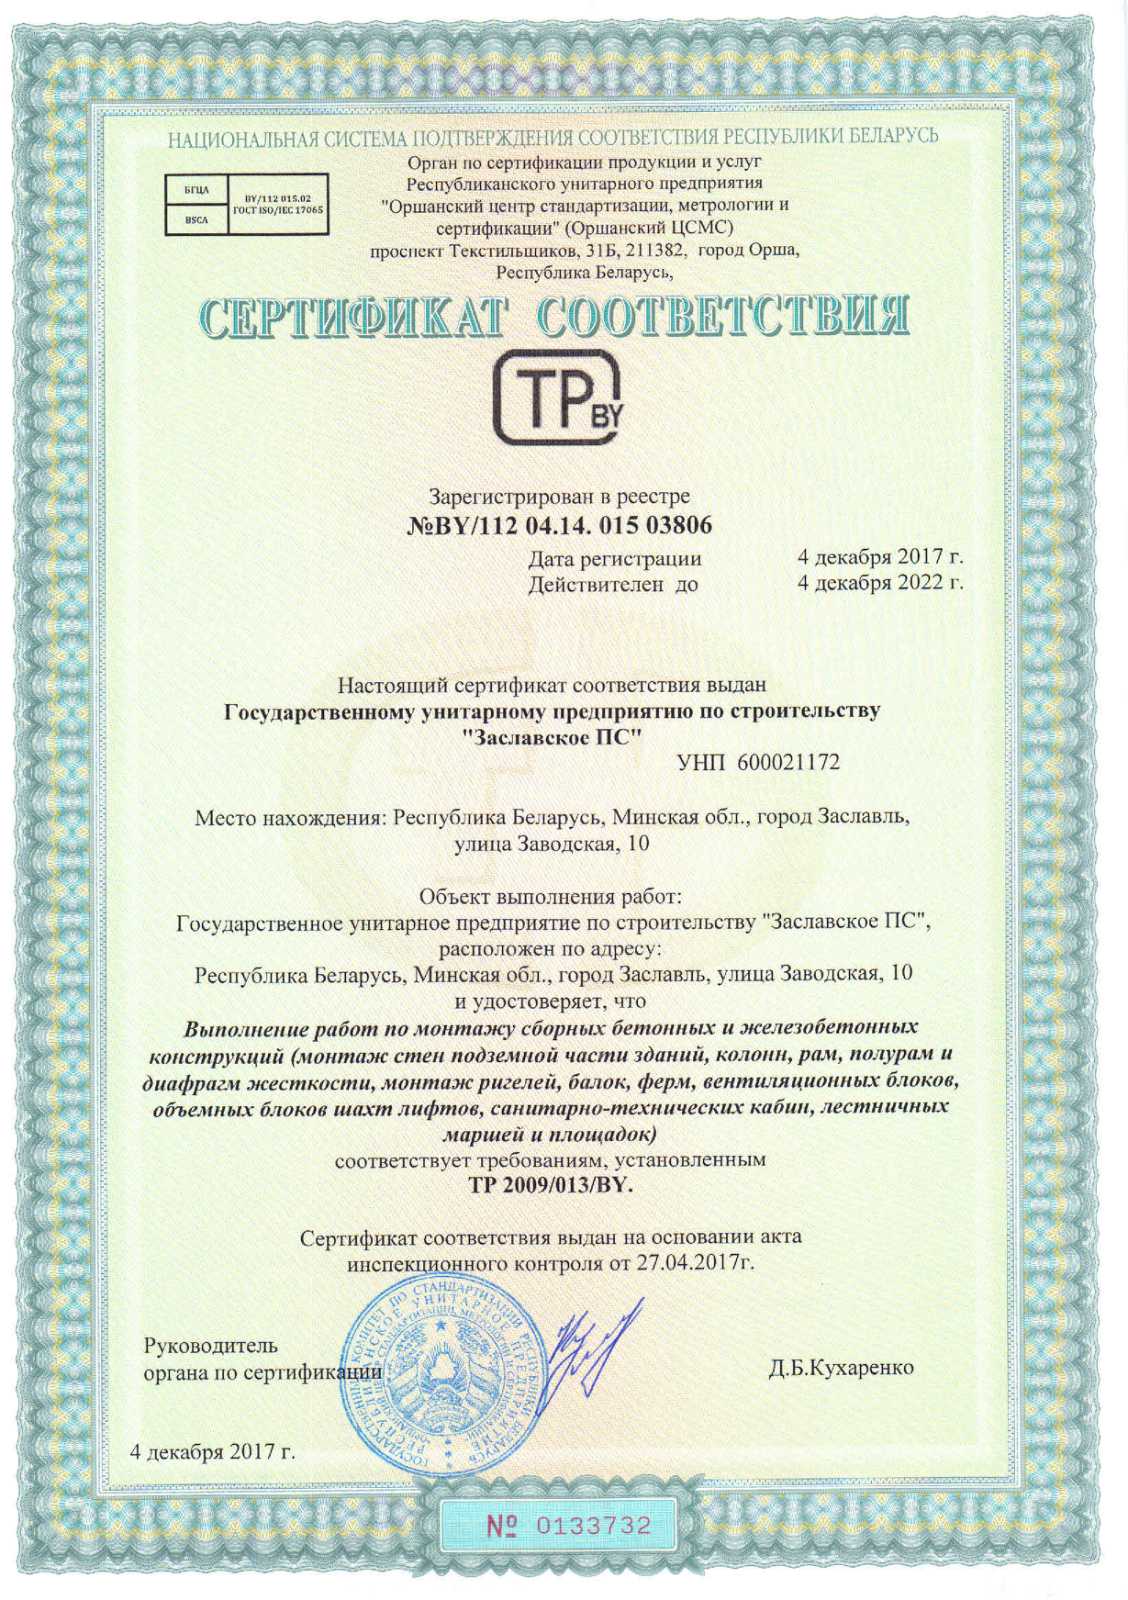 НАЦИОНАЛЬНАЯ СИСТЕМА ПОДТВЕРЖДЕНИЯ СООТВЕТСТВИЯ РЕСПУБЛИКИ БЕЛАРУСЬ
Орган по сертификации продукции и услуг
Республиканского унитарного предприятия
"Оршанский центр стандартизации, метрологии и
сертификации" (Оршанский ЦСМС)
проспект Текстильщиков, 31Б, 211382, город Орша,
Республика Беларусь,
БГЦА
BSCA
BY/112 015.02
ГОСТ ISO/IEC 17065
СЕРТИФИКАТ СООТВЕТСТВИЯ
ТР BY
Зарегистрирован в реестре
№BY/112 04.14. 015 03806
Дата регистрации 4 декабря 2017 г.
Действителен до 4 декабря 2022 г.
Настоящий сертификат соответствия выдан
Государственному унитарному предприятию по строительству
"Заславское ПС"
УНП 600021172
Место нахождения: Республика Беларусь, Минская обл., город Заславль,
улица Заводская, 10
Объект выполнения работ:
Государственное унитарное предприятие по строительству "Заславское ПС",
расположен по адресу:
Республика Беларусь, Минская обл., город Заславль, улица Заводская, 10
и удостоверяет, что
Выполнение работ по монтажу сборных бетонных и железобетонных
конструкций (монтаж стен подземной части зданий, колонн, рам, полурам и
диафрагм жесткости, монтаж ригелей, балок, ферм, вентиляционных блоков,
объемных блоков шахт лифтов, санитарно-технических кабин, лестничных
маршей и площадок)
соответствует требованиям, установленным
ТР 2009/013/BY.
Сертификат соответствия выдан на основании акта
инспекционного контроля от 27.04.2017г.
Руководитель
органа по сертификации
Д.Б.Кухаренко
4 декабря 2017 г.
№ 0133732